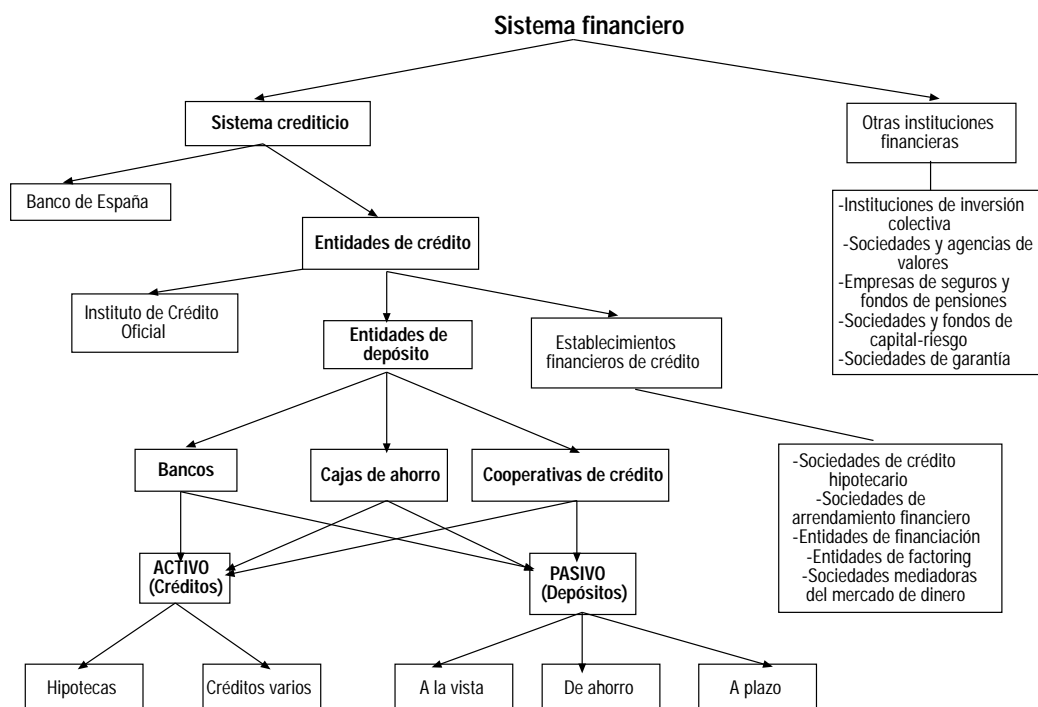 Sistema financiero
Sistema crediticio
Otras instituciones
financieras
Banco de España
-Instituciones de inversión
colectiva
-Sociedades y agencias de
valores
-Empresas de seguros y
fondos de pensiones
-Sociedades y fondos de
capital-riesgo
-Sociedades de garantía
Entidades de crédito
Instituto de Crédito
Oficial
Entidades de
depósito
Establecimientos
financieros de crédito
Bancos
Cajas de ahorro
Cooperativas de crédito
-Sociedades de crédito
hipotecario
-Sociedades de
arrendamiento financiero
-Entidades de financiación
-Entidades de factoring
-Sociedades mediadoras
del mercado de dinero
ACTIVO
(Créditos)
PASIVO
(Depósitos)
Hipotecas
Créditos varios
A la vista
De ahorro
A plazo